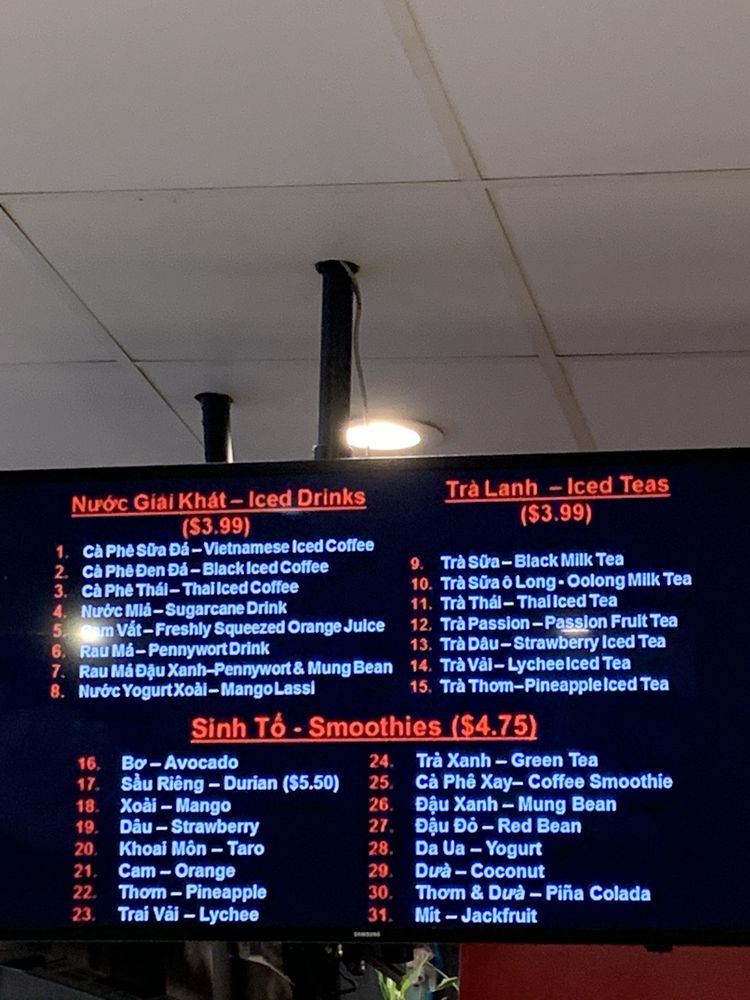 Nước Giải Khát – Iced Drinks
($3.99)
1. Cà Phê Sữa Đá – Vietnamese Iced Coffee
2. Cà Phê Đen Đá – Black Iced Coffee
3. Cà Phê Thái – Thai Iced Coffee
4. Nước Miá – Sugarcane Drink
5. Cam Vắt – Freshly Squeezed Orange Juice
6. Rau Má – Pennywort Drink
7. Rau Má Đậu Xanh–Pennywort & Mung Bean
8. Nước Yogurt Xoài – Mango Lassi
Trà Lanh – Iced Teas
($3.99)
9. Trà Sữa – Black Milk Tea
10. Trà Sữa ô Long - Oolong Milk Tea
11. Trà Thái – Thai Iced Tea
12. Trà Passion – Passion Fruit Tea
13. Trà Dâu – Strawberry Iced Tea
14. Trà Vải – Lychee Iced Tea
15. Trà Thơm–Pineapple Iced Tea
Sinh Tố - Smoothies ($4.75)
16. Bơ – Avocado
17. Sầu Riêng – Durian ($5.50)
18. Xoài – Mango
19. Dâu – Strawberry
20. Khoai Môn – Taro
21. Cam – Orange
22. Thơm – Pineapple
23. Trai Vải – Lychee
24. Trà Xanh – Green Tea
25. Cà Phê Xay– Coffee Smoothie
26. Đậu Xanh – Mung Bean
27. Đậu Đỏ – Red Bean
28. Da Ua – Yogurt
29. Dưà – Coconut
30. Thơm & Dưà – Piña Colada
31. Mít – Jackfruit
SAMSUNG